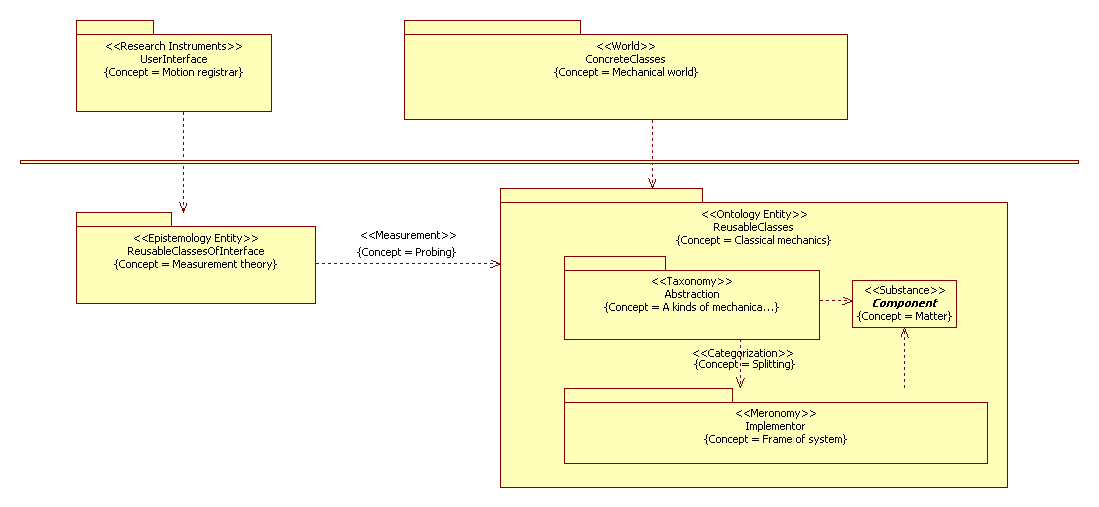 <<Research Instruments>>
UserInterface
{Concept = Motion registrar}
<<World>>
ConcreteClasses
{Concept = Mechanical world}
<<Epistemology Entity>>
ReusableClassesOfInterface
{Concept = Measurement theory}
<<Measurement>>
{Concept = Probing}
<<Ontology Entity>>
ReusableClasses
{Concept = Classical mechanics}
<<Taxonomy>>
Abstraction
{Concept = A kinds of mechanica...}
<<Substance>>
Component
{Concept = Matter}
<<Categorization>>
{Concept = Splitting}
<<Meronomy>>
Implementor
{Concept = Frame of system}